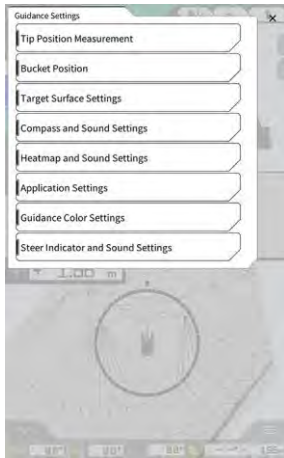 Guidance Settings
×
Tip Position Measurement
Bucket Position
Target Surface Settings
Compass and Sound Settings
Heatmap and Sound Settings
Application Settings
Guidance Color Settings
Steer Indicator and Sound Settings
+ 1.00 m